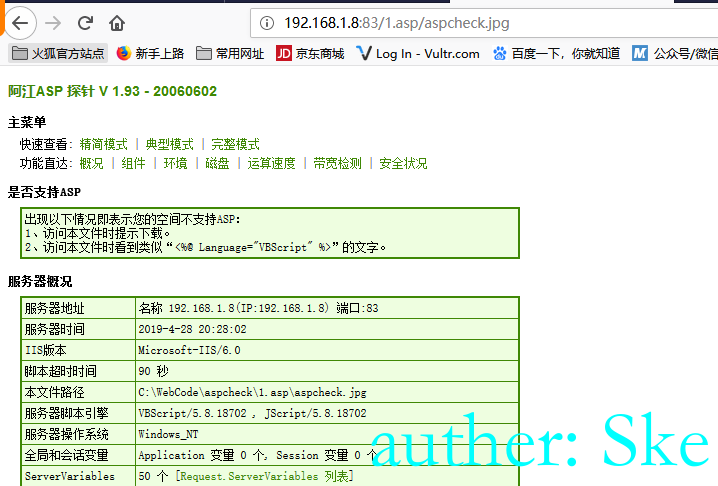 192.168.1.8:83/1.asp/aspcheck.jpg
火狐官方站点 新手上路 常用网址 JD 京东商城 Log In - Vultr.com 百度一下，你就知道 M 公众号/微信
阿江ASP 探针 V 1.93 - 20060602
主菜单
快速查看: 精简模式 | 典型模式 | 完整模式
功能直达: 概况 | 组件 | 环境 | 磁盘 | 运算速度 | 带宽检测 | 安全状况
是否支持ASP
出现以下情况即表示您的空间不支持ASP:
1、访问本文件时提示下载。
2、访问本文件时看到类似“<%@ Language="VBScript" %>”的文字。
服务器概况
服务器地址 名称 192.168.1.8(IP:192.168.1.8) 端口:83
服务器时间 2019-4-28 20:28:02
IIS版本 Microsoft-IIS/6.0
脚本超时时间 90 秒
本文件路径 C:\WebCode\aspcheck\1.asp\aspcheck.jpg
服务器脚本引擎 VBScript/5.8.18702 , JScript/5.8.18702
服务器操作系统 Windows_NT
全局和会话变量 Application 变量 0 个, Session 变量 0 个
ServerVariables 50 个 [Request.ServerVariables 列表]
auther: Ske